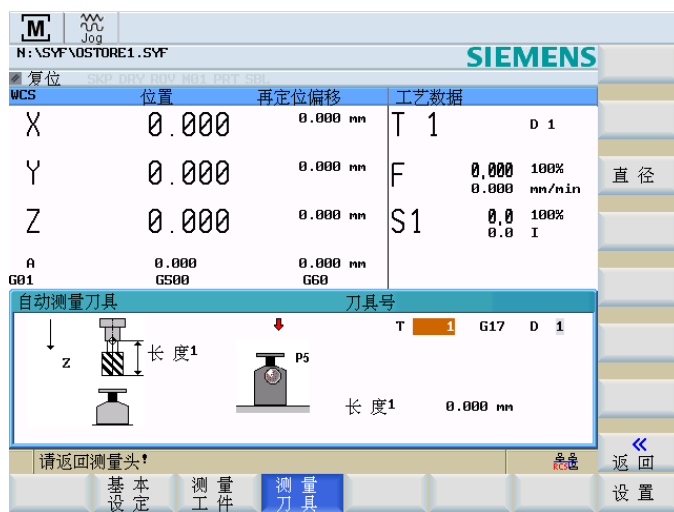 M Jog
N:\SYF\OSTORE1.SYF
SIEMENS
复位 SKP DRY ROV M01 PRT SBL
WCS 位置 再定位偏移 工艺数据
X 0.000 0.000 mm T 1 D 1
Y 0.000 0.000 mm F 0.000 100%
0.000 mm/min
直 径
Z 0.000 0.000 mm S1 0.0 100%
0.0 I
A 0.000 0.000 mm
G01 G500 G60
自动测量刀具 刀具号
T 1 G17 D 1
Z 长 度1 P5
长 度1 0.000 mm
请返回测量头! RCS
« 返 回
基 本 设 定
测 量 工 件
测 量 刀 具
设 置